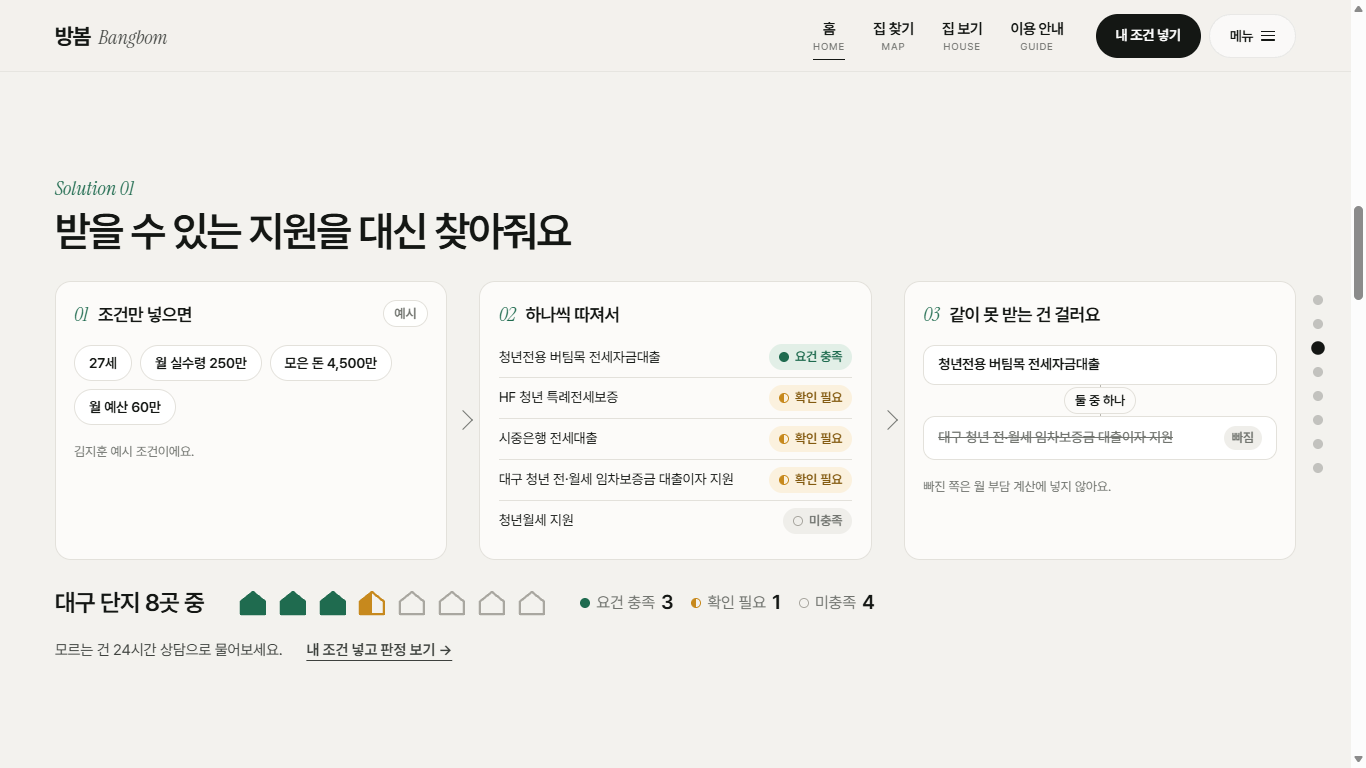 방봄 Bangbom
홈
HOME
집 찾기
MAP
집 보기
HOUSE
이용 안내
GUIDE
내 조건 넣기
메뉴
Solution 01
받을 수 있는 지원을 대신 찾아줘요
01 조건만 넣으면
예시
27세
월 실수령 250만
모은 돈 4,500만
월 예산 60만
김지훈 예시 조건이에요.
02 하나씩 따져서
청년전용 버팀목 전세자금대출 요건 충족
HF 청년 특례전세보증 확인 필요
시중은행 전세대출 확인 필요
대구 청년 전·월세 임차보증금 대출이자 지원 확인 필요
청년월세 지원 미충족
03 같이 못 받는 건 걸러요
청년전용 버팀목 전세자금대출
둘 중 하나
대구 청년 전·월세 임차보증금 대출이자 지원 빠짐
빠진 쪽은 월 부담 계산에 넣지 않아요.
대구 단지 8곳 중
요건 충족 3 확인 필요 1 미충족 4
모르는 건 24시간 상담으로 물어보세요.
내 조건 넣고 판정 보기 →